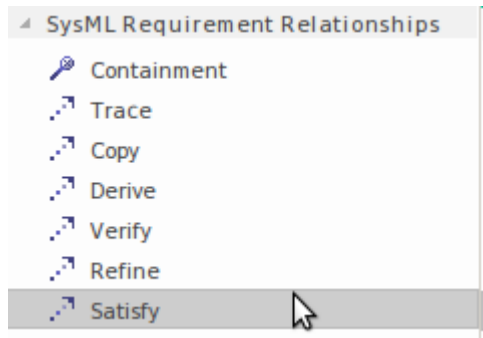 SysML Requirement Relationships
Containment
Trace
Copy
Derive
Verify
Refine
Satisfy